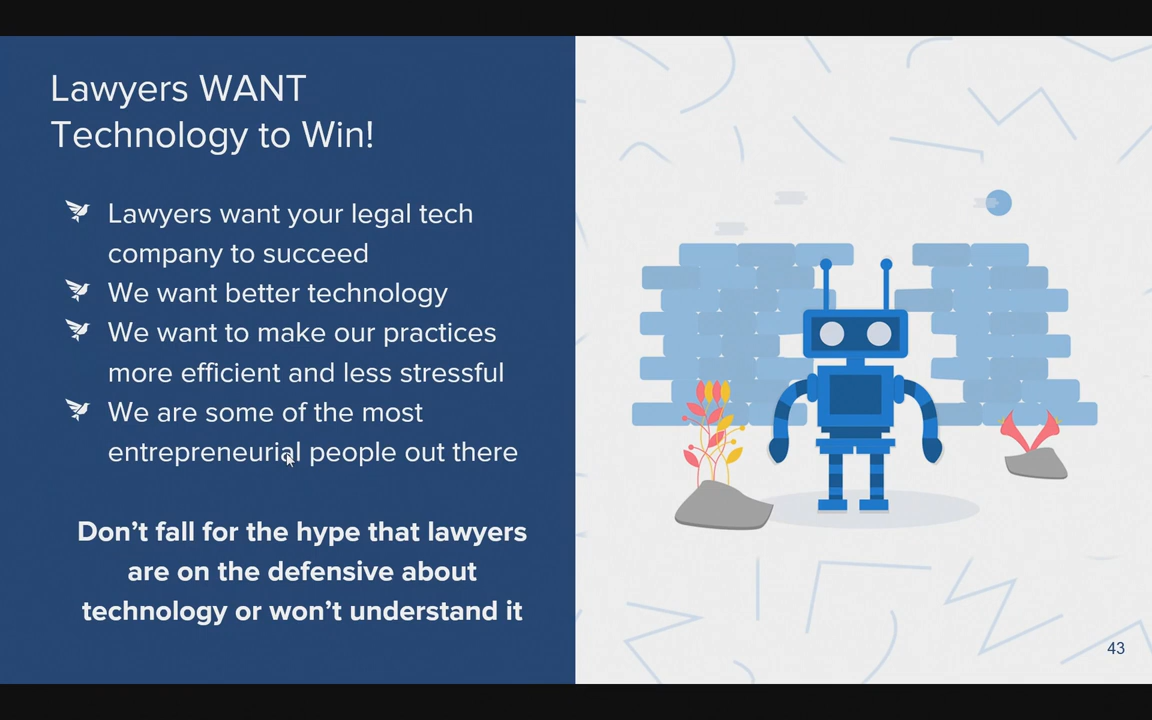 Lawyers WANT
Technology to Win!
Lawyers want your legal tech
company to succeed
We want better technology
We want to make our practices
more efficient and less stressful
We are some of the most
entrepreneurial people out there
Don’t fall for the hype that lawyers
are on the defensive about
technology or won’t understand it
43